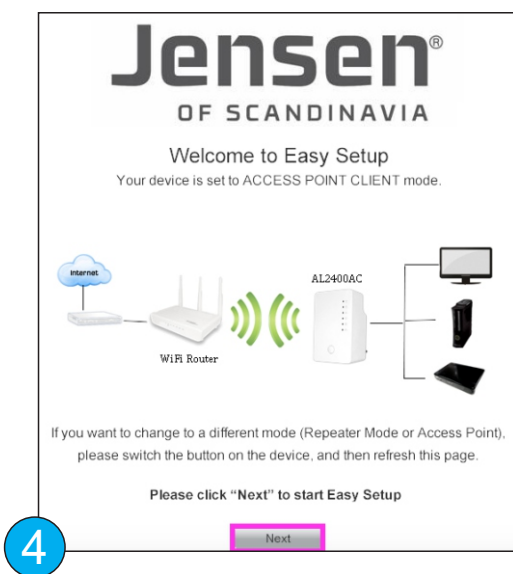 Jensen®
OF SCANDINAVIA
Welcome to Easy Setup
Your device is set to ACCESS POINT CLIENT mode.
Internet
AL2400AC
WiFi Router
If you want to change to a different mode (Repeater Mode or Access Point),
please switch the button on the device, and then refresh this page.
Please click “Next” to start Easy Setup
Next
4